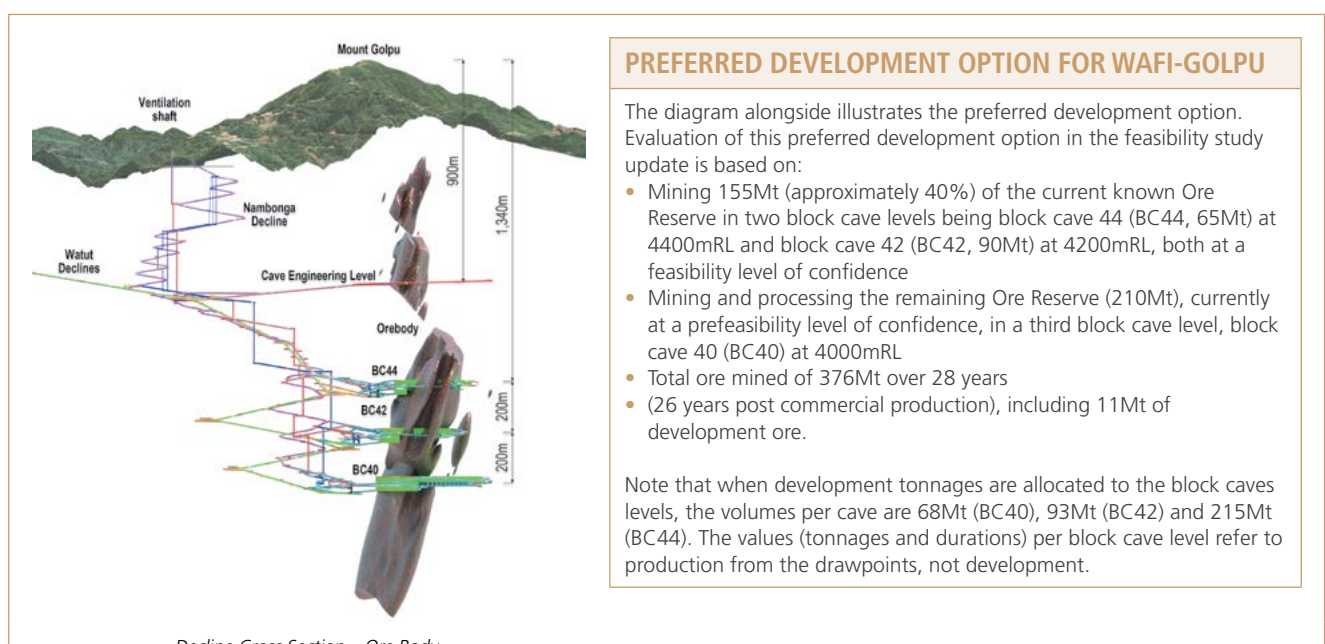 Mount Golpu
Ventilation
shaft
900m
1,340m
Nambonga
Decline
Watut
Declines
Cave Engineering Level
Orebody
BC44
BC42
200m
BC40
200m
Decline Cross Section – Ore Body
PREFERRED DEVELOPMENT OPTION FOR WAFI-GOLPU
The diagram alongside illustrates the preferred development option.
Evaluation of this preferred development option in the feasibility study
update is based on:
• Mining 155Mt (approximately 40%) of the current known Ore
Reserve in two block cave levels being block cave 44 (BC44, 65Mt) at
4400mRL and block cave 42 (BC42, 90Mt) at 4200mRL, both at a
feasibility level of confidence
• Mining and processing the remaining Ore Reserve (210Mt), currently
at a prefeasibility level of confidence, in a third block cave level, block
cave 40 (BC40) at 4000mRL
• Total ore mined of 376Mt over 28 years
• (26 years post commercial production), including 11Mt of
development ore.
Note that when development tonnages are allocated to the block caves
levels, the volumes per cave are 68Mt (BC40), 93Mt (BC42) and 215Mt
(BC44). The values (tonnages and durations) per block cave level refer to
production from the drawpoints, not development.